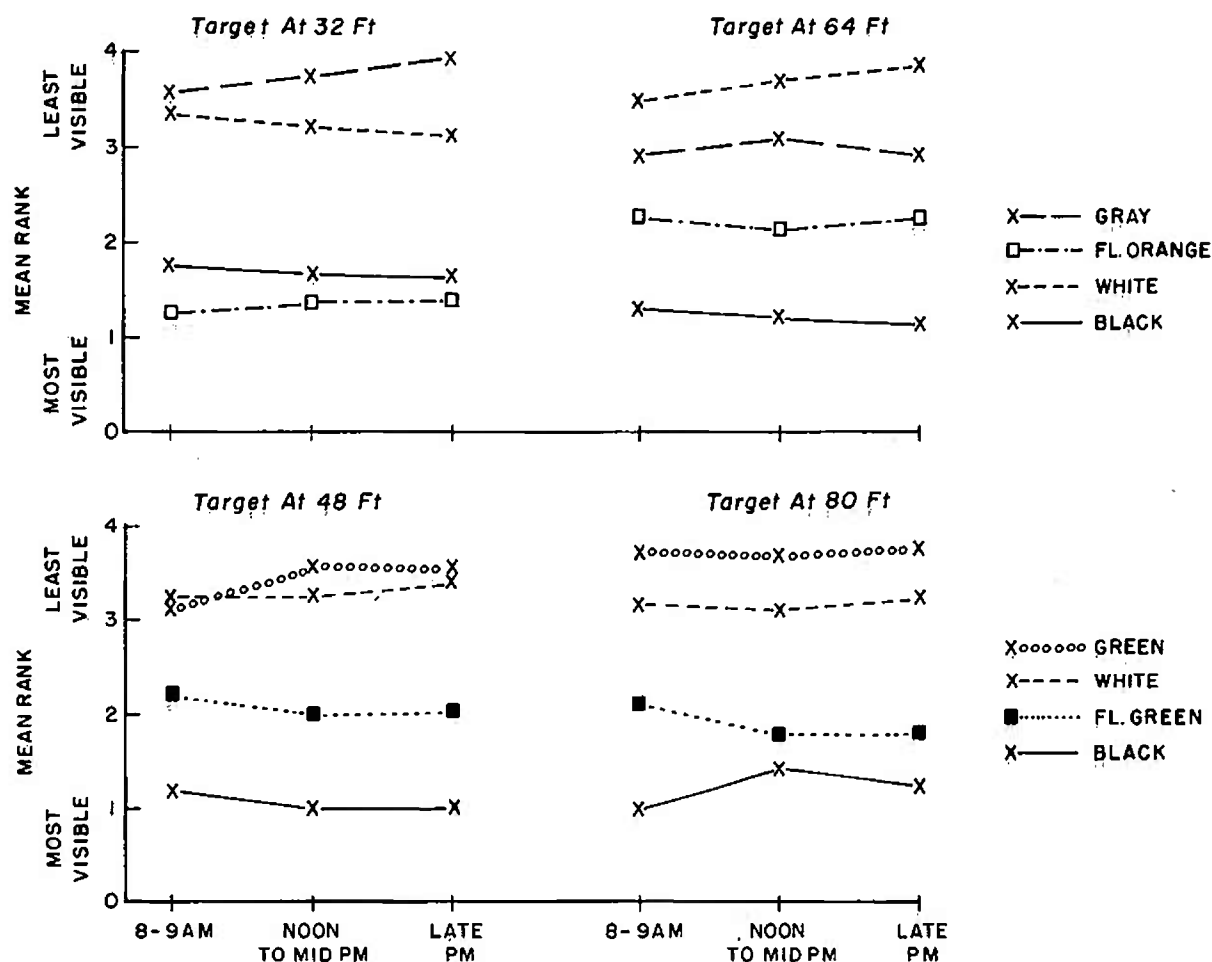 Target At 32 Ft
Target At 64 Ft
LEAST VISIBLE
MEAN RANK
MOST VISIBLE
4
3
2
1
0
X GRAY
FL. ORANGE
X WHITE
X BLACK
Target At 48 Ft
Target At 80 Ft
LEAST VISIBLE
MEAN RANK
MOST VISIBLE
4
3
2
1
0
X GREEN
X WHITE
FL. GREEN
X BLACK
8-9AM
NOON TO MID PM
LATE PM
8-9AM
NOON TO MID PM
LATE PM